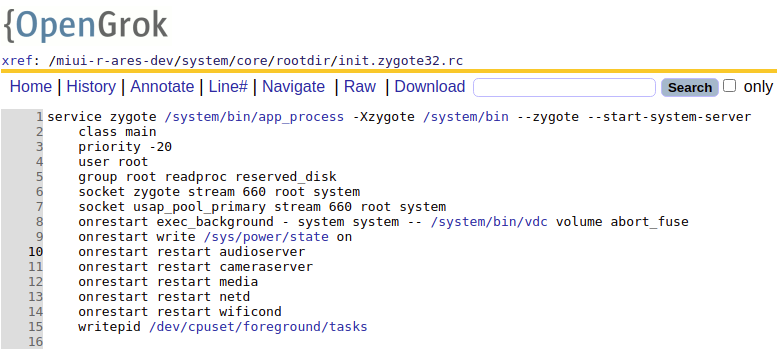 {OpenGrok
xref: /miui-r-ares-dev/system/core/rootdir/init.zygote32.rc
Home | History | Annotate | Line# | Navigate | Raw | Download Search only
1 service zygote /system/bin/app_process -Xzygote /system/bin --zygote --start-system-server
2 class main
3 priority -20
4 user root
5 group root readproc reserved_disk
6 socket zygote stream 660 root system
7 socket usap_pool_primary stream 660 root system
8 onrestart exec_background - system system -- /system/bin/vdc volume abort_fuse
9 onrestart write /sys/power/state on
10 onrestart restart audioserver
11 onrestart restart cameraserver
12 onrestart restart media
13 onrestart restart netd
14 onrestart restart wificond
15 writepid /dev/cpuset/foreground/tasks
16